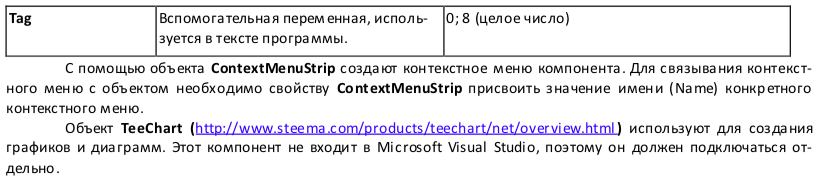 Tag Вспомогательная переменная, исполь- 0; 8 (целое число)
зуется в тексте программы.
С помощью объекта ContextMenuStrip создают контекстное меню компонента. Для связывания контекст-
ного меню с объектом необходимо свойству ContextMenuStrip присвоить значение имени (Name) конкретного
контекстного меню.
Объект TeeChart (http://www.steema.com/products/teechart/net/overview.html) используют для создания
графиков и диаграмм. Этот компонент не входит в Microsoft Visual Studio, поэтому он должен подключаться от-
дельно.